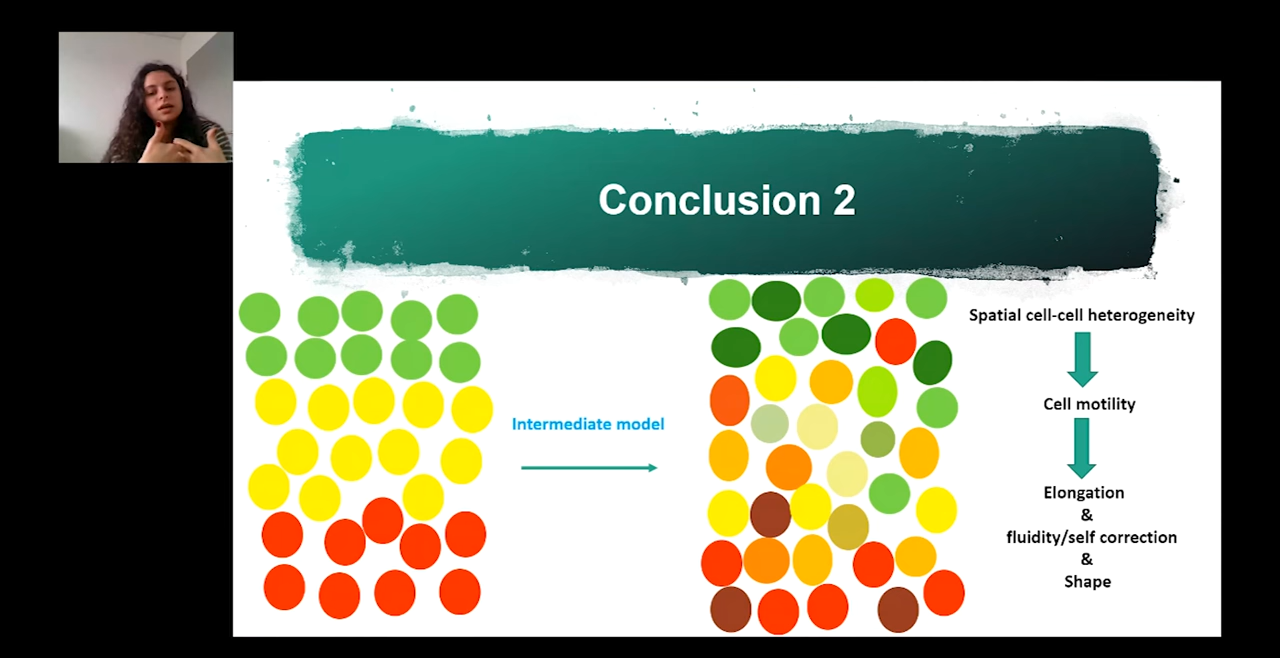 Conclusion 2
Intermediate model
Spatial cell-cell heterogeneity
Cell motility
Elongation
&
fluidity/self correction
&
Shape